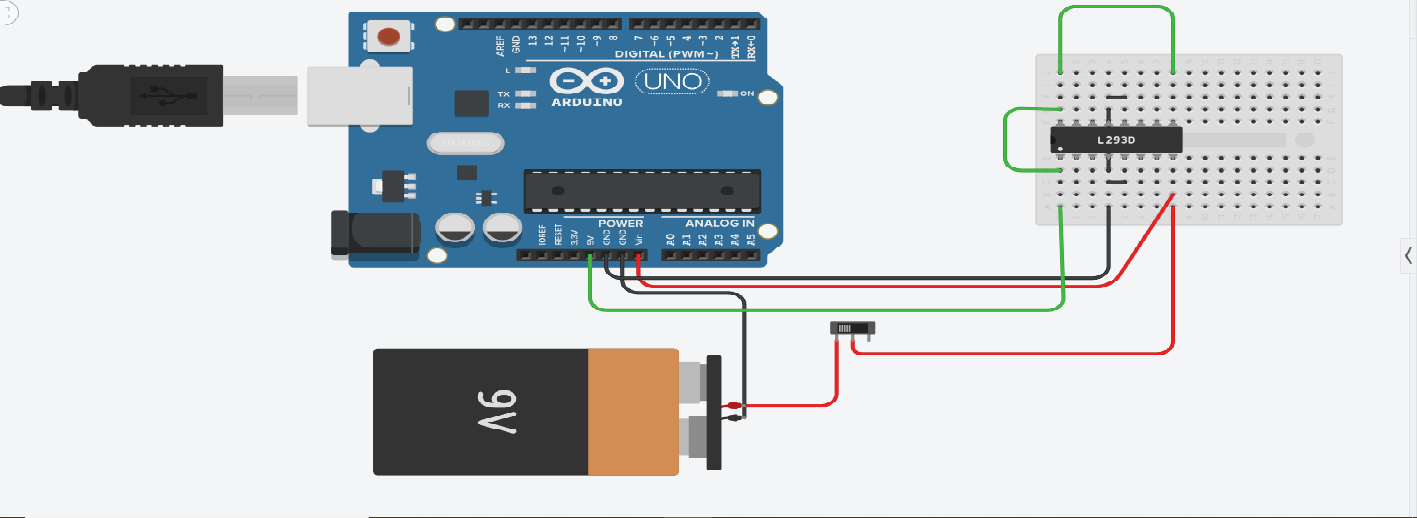 AREF
GND
13
12
~11
~10
~9
8
7
~6
~5
4
~3
2
TX→1
RX←0
DIGITAL (PWM~)
L
TX
RX
UNO
ON
ARDUINO
L293D
POWER
ANALOG IN
IOREF
RESET
3.3V
5V
GND
GND
Vin
A0
A1
A2
A3
A4
A5
9V